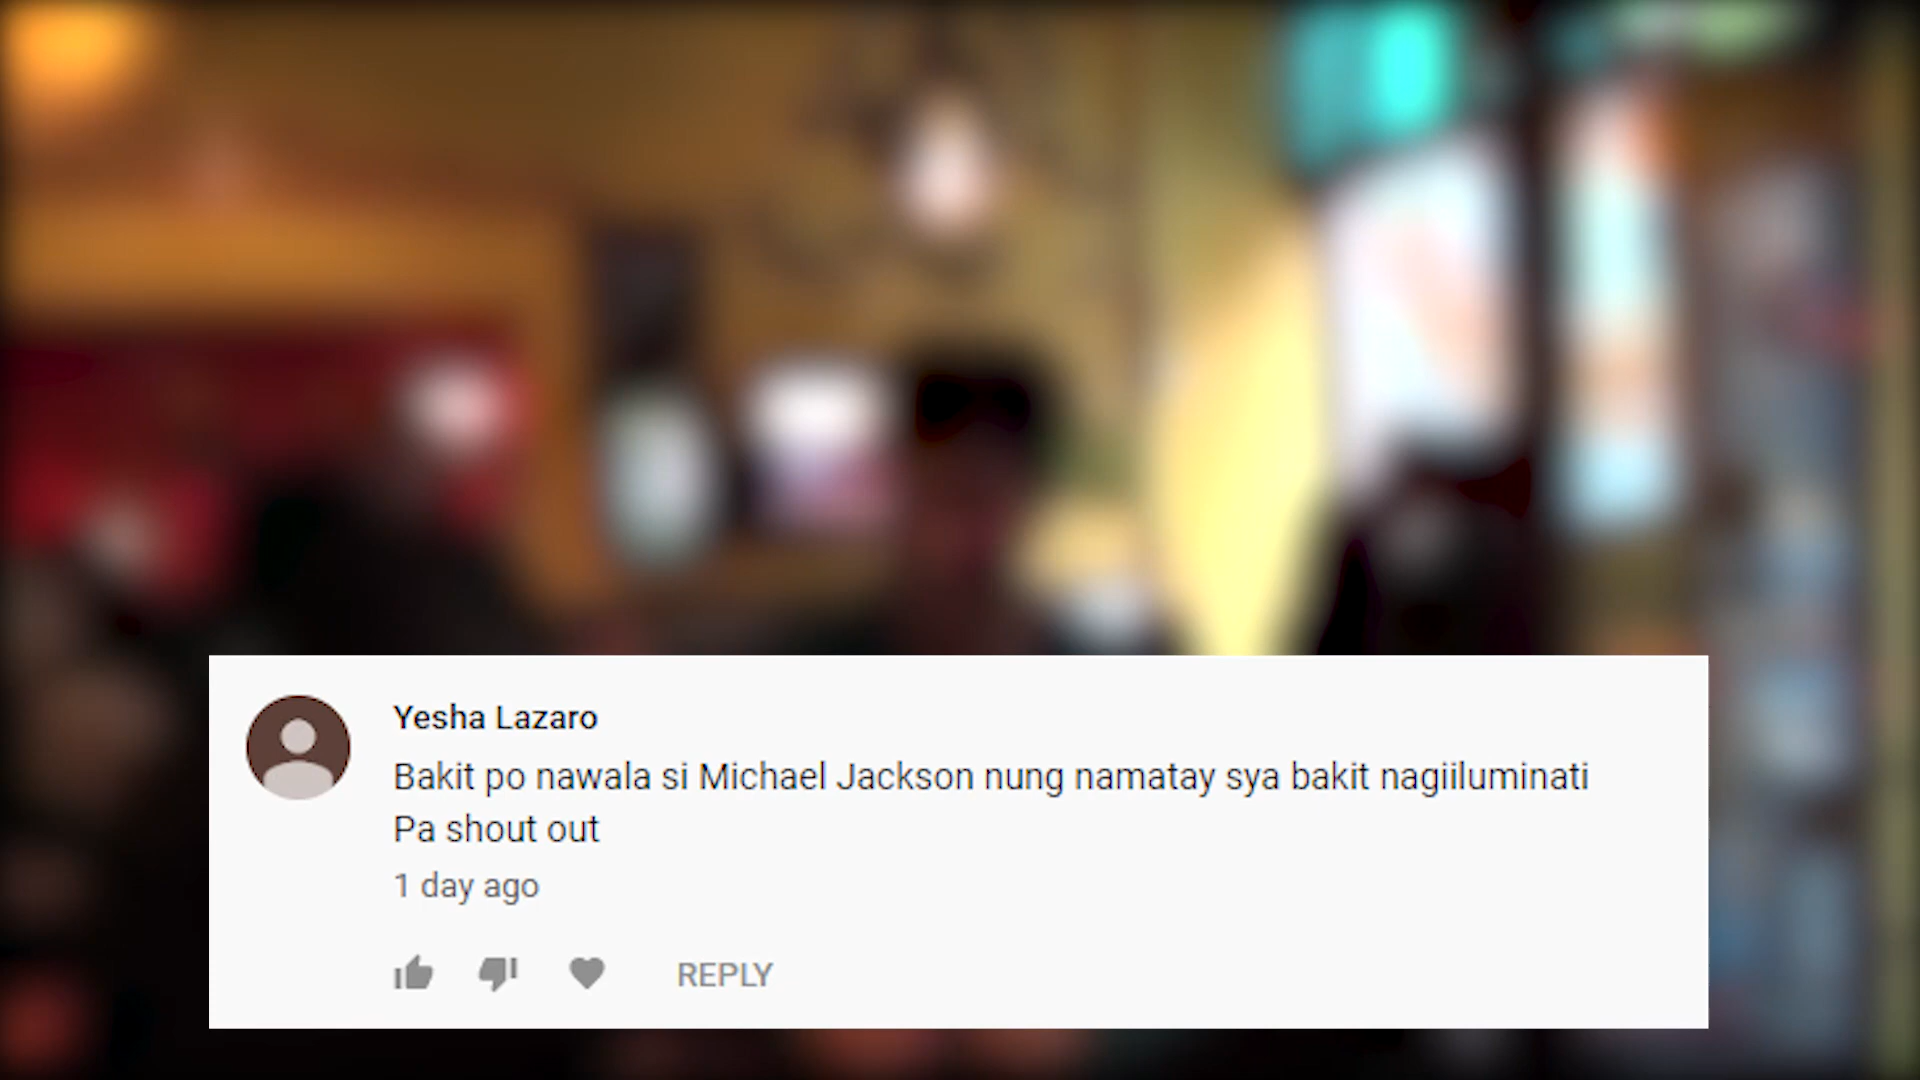 Yesha Lazaro
Bakit po nawala si Michael Jackson nung namatay sya bakit nagiiluminati
Pa shout out
1 day ago
REPLY